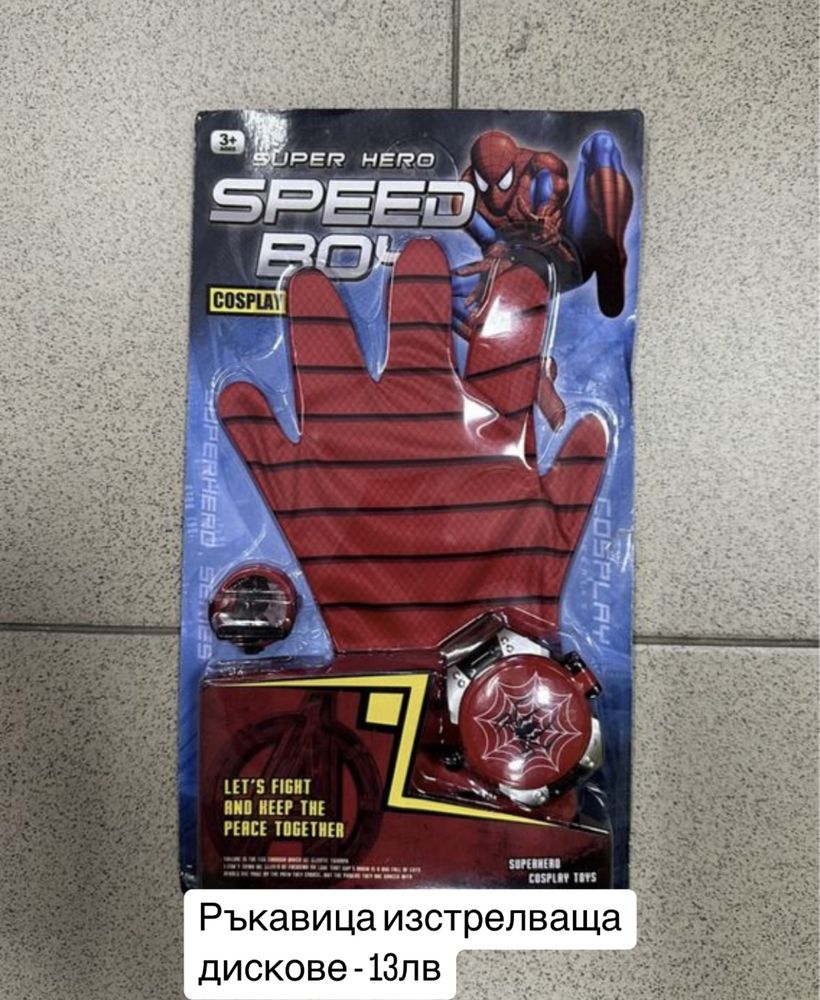 3+
SUPER HERO
SPEED
BOY
COSPLAY
SUPERHERO SERIES
COSPLAY
LET'S FIGHT
AND KEEP THE
PEACE TOGETHER
SUPERHERO
COSPLAY TOYS
Ръкавица изстрелваща
дискове - 13лв